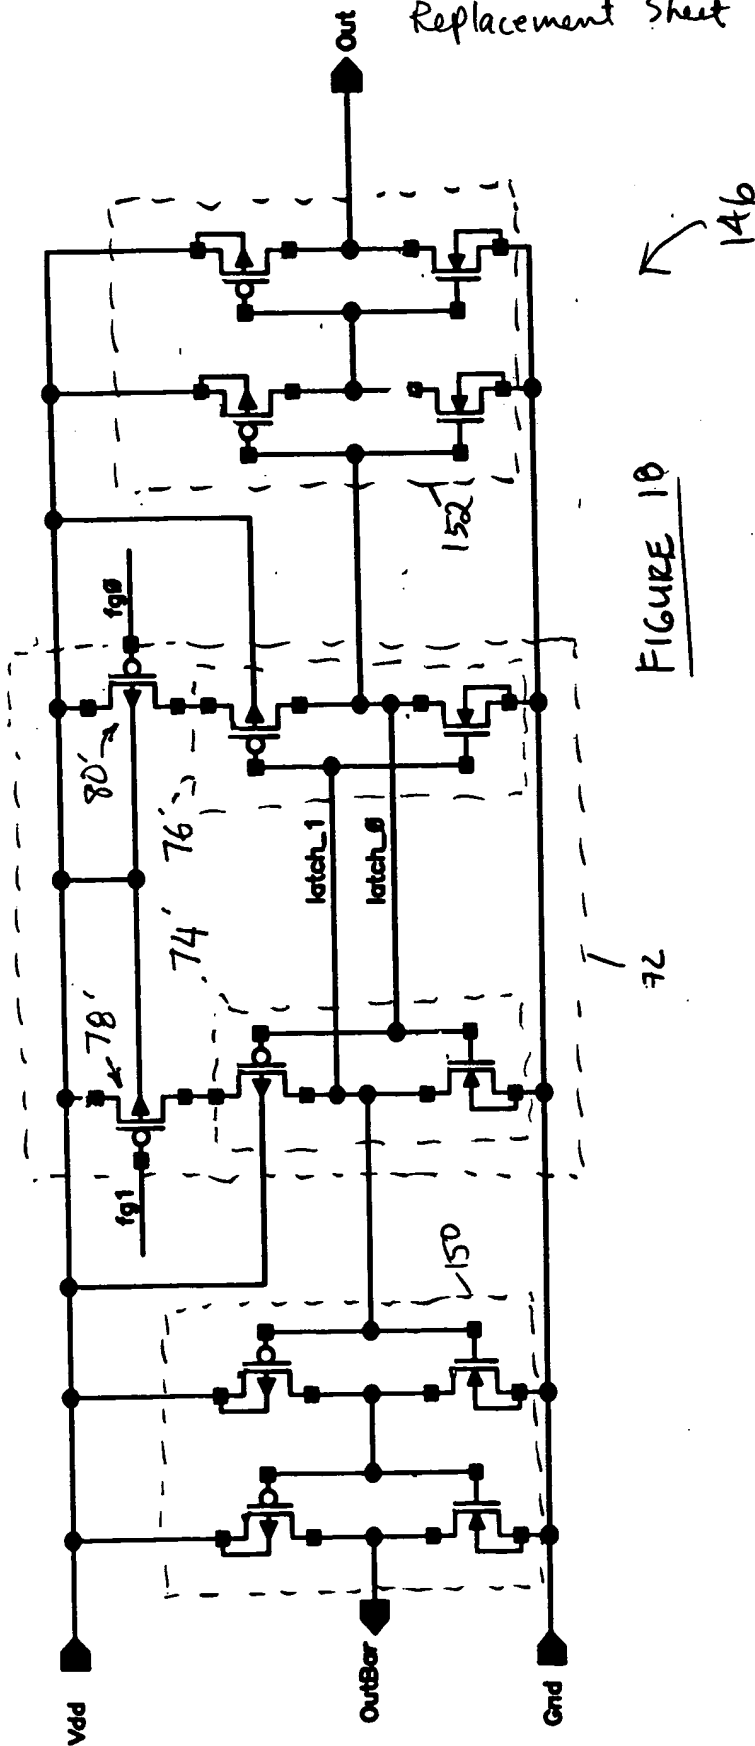 Replacement Sheet
Out
146
FIGURE 1B
152
fg0
80'
76'
latch_1
latch_0
74'
72
78'
fg1
150
Vdd
OutBar
Gnd